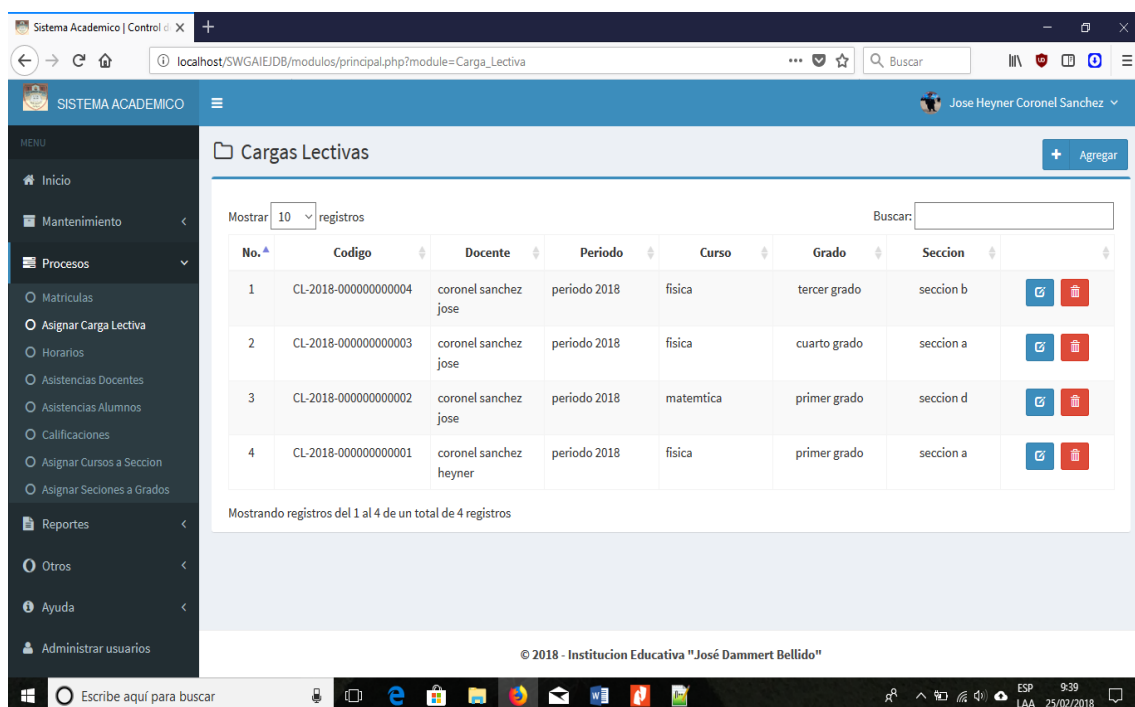 Sistema Academico | Control d
localhost/SWGAIEJDB/modulos/principal.php?module=Carga_Lectiva
Buscar
SISTEMA ACADEMICO
Jose Heyner Coronel Sanchez
MENU
Inicio
Mantenimiento
Procesos
Matriculas
Asignar Carga Lectiva
Horarios
Asistencias Docentes
Asistencias Alumnos
Calificaciones
Asignar Cursos a Seccion
Asignar Seciones a Grados
Reportes
Otros
Ayuda
Administrar usuarios
Cargas Lectivas
Agregar
Mostrar 10 registros
Buscar:
No. Codigo Docente Periodo Curso Grado Seccion
1 CL-2018-000000000004 coronel sanchez jose periodo 2018 fisica tercer grado seccion b
2 CL-2018-000000000003 coronel sanchez jose periodo 2018 fisica cuarto grado seccion a
3 CL-2018-000000000002 coronel sanchez jose periodo 2018 matemtica primer grado seccion d
4 CL-2018-000000000001 coronel sanchez heyner periodo 2018 fisica primer grado seccion a
Mostrando registros del 1 al 4 de un total de 4 registros
© 2018 - Institucion Educativa "José Dammert Bellido"
Escribe aquí para buscar
ESP
LAA
9:39
25/02/2018